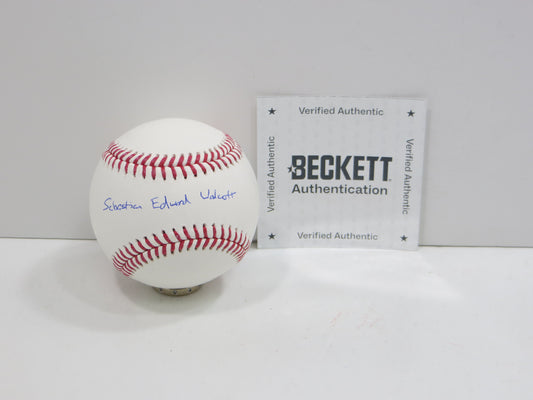 Sebastian Edward Walcott
Verified Authentic
Verified Authentic
BECKETT
Authentication
Verified Authentic
Verified Authentic